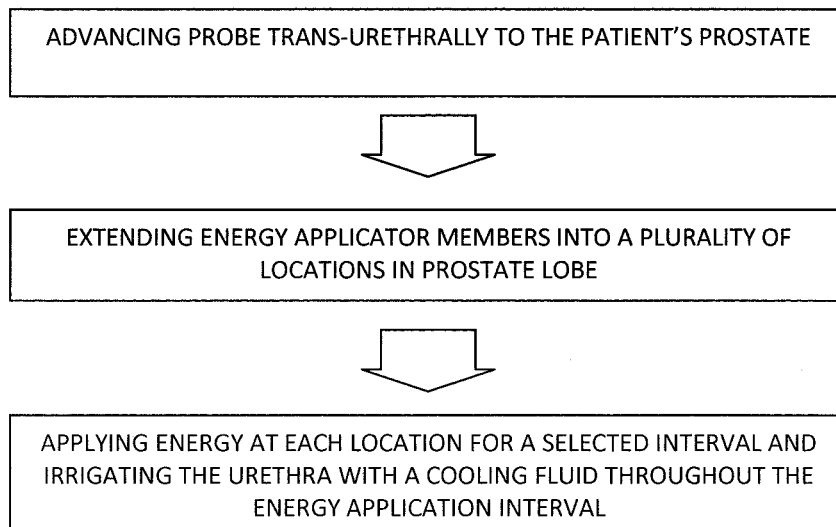 ADVANCING PROBE TRANS-URETHRALLY TO THE PATIENT'S PROSTATE
EXTENDING ENERGY APPLICATOR MEMBERS INTO A PLURALITY OF
LOCATIONS IN PROSTATE LOBE
APPLYING ENERGY AT EACH LOCATION FOR A SELECTED INTERVAL AND
IRRIGATING THE URETHRA WITH A COOLING FLUID THROUGHOUT THE
ENERGY APPLICATION INTERVAL